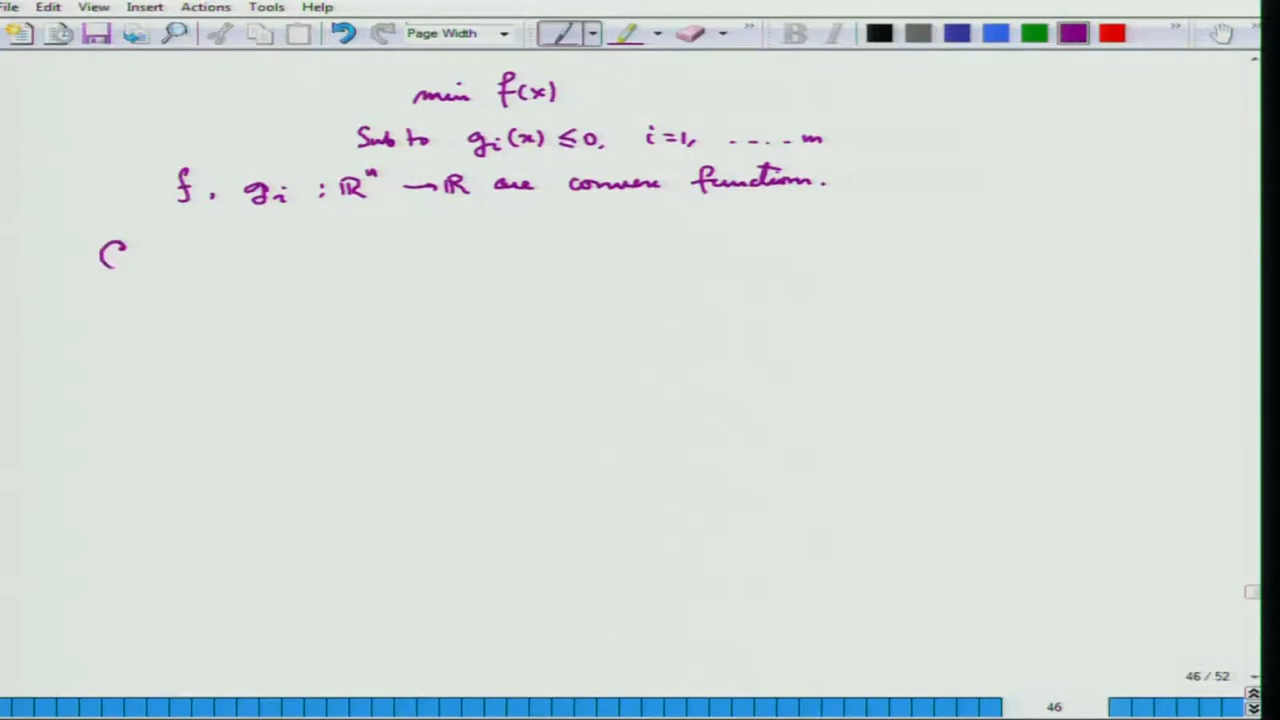 File Edit View Insert Actions Tools Help
Page Width B I
min f(x)
Sub to gᵢ(x) ≤ 0, i = 1, ..... m
f, gᵢ : ℝⁿ → ℝ are convex function.
C
46 / 52
46